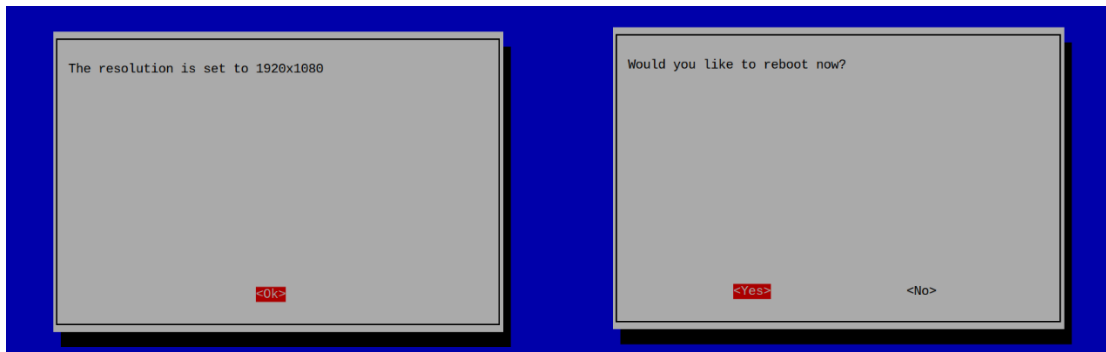 The resolution is set to 1920x1080
<Ok>
Would you like to reboot now?
<Yes> <No>